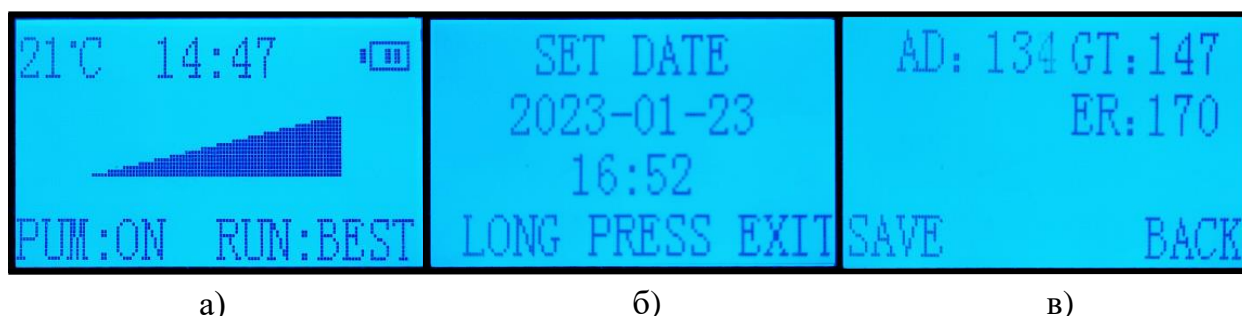 21°C 14:47
PUM:ON RUN:BEST
SET DATE
2023-01-23
16:52
LONG PRESS EXIT
AD: 134 GT:147
ER:170
SAVE BACK
а) б) в)